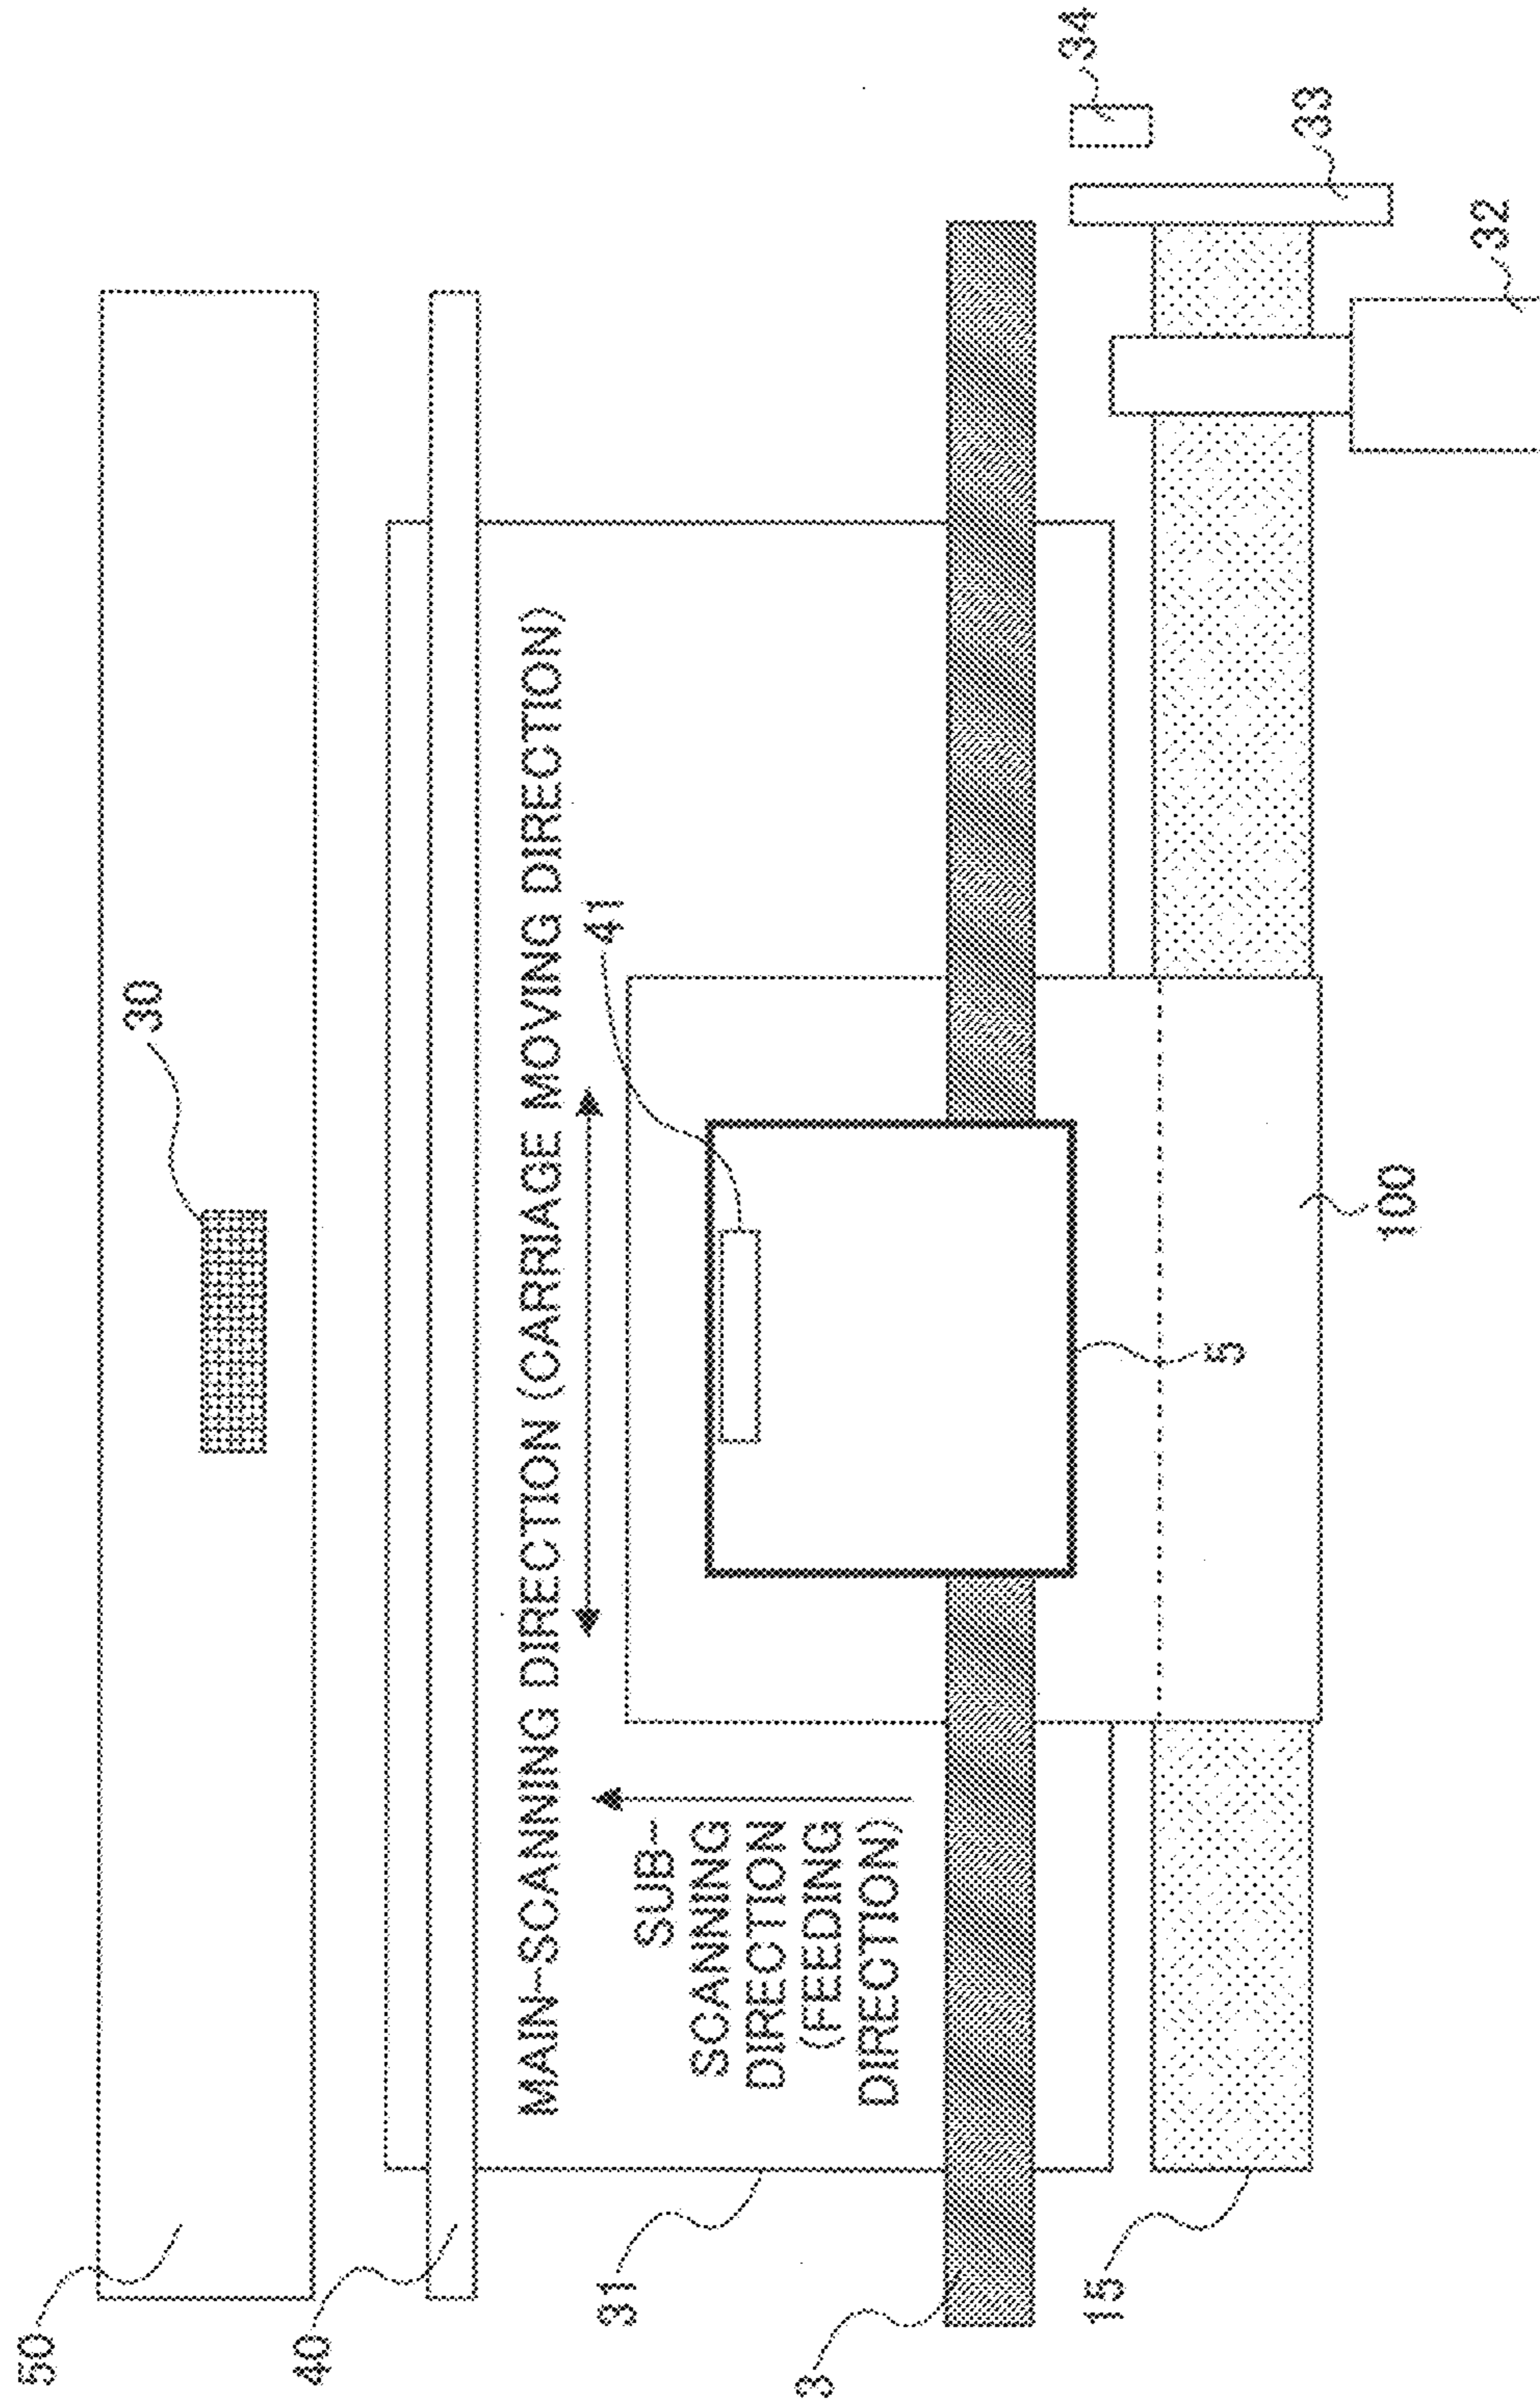 50
30
40
MAIN-SCANNING DIRECTION (CARRIAGE MOVING DIRECTION)
41
SUB-
SCANNING
DIRECTION
(FEEDING
DIRECTION)
31
3
5
15
100
34
33
32